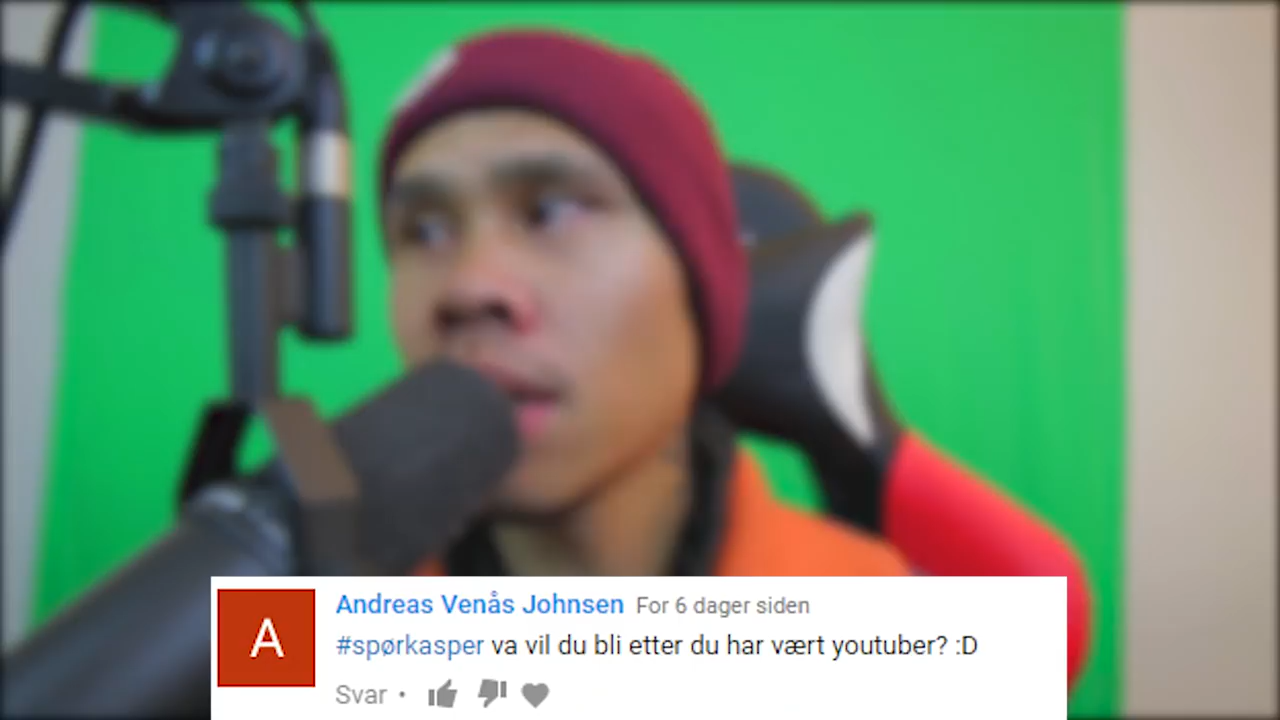 A
Andreas Venås Johnsen For 6 dager siden
#spørkasper va vil du bli etter du har vært youtuber? :D
Svar •